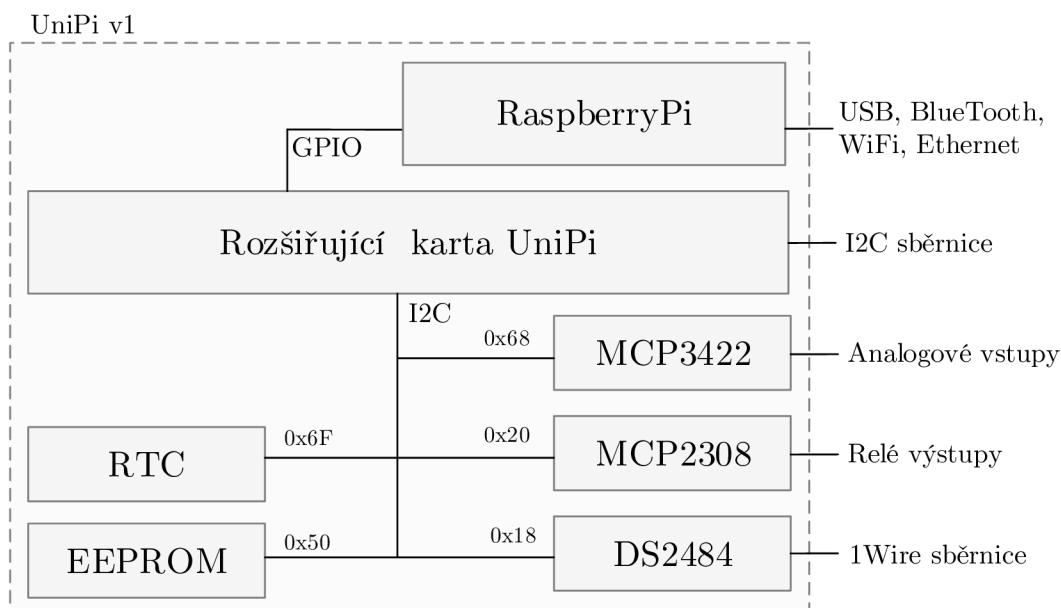 UniPi v1
RaspberryPi
USB, BlueTooth,
WiFi, Ethernet
GPIO
Rozšiřující karta UniPi
I2C sběrnice
I2C
0x68
MCP3422
Analogové vstupy
RTC
0x6F
0x20
MCP2308
Relé výstupy
EEPROM
0x50
0x18
DS2484
1Wire sběrnice